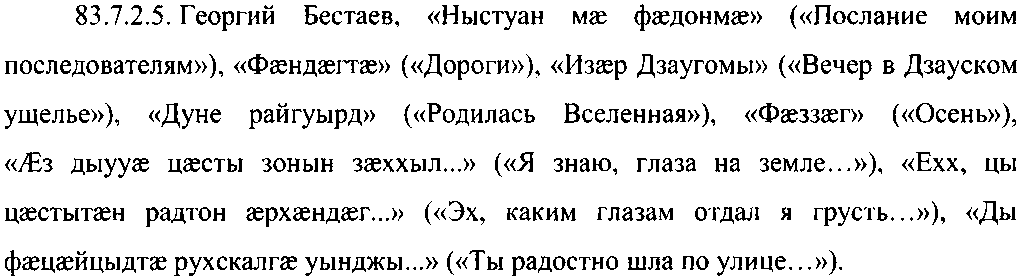 83.7.2.5. Георгий Бестаев, «Ныстуан мæ фæдонмæ» («Послание моим
последователям»), «Фæндæгтæ» («Дороги»), «Изæр Дзаугомы» («Вечер в Дзауском
ущелье»), «Дуне райгуырд» («Родилась Вселенная»), «Фæззæг» («Осень»),
«Æз дыууæ цæсты зонын зæххыл...» («Я знаю, глаза на земле…»), «Ехх, цы
цæстытæн радтон æрхæндæг...» («Эх, каким глазам отдал я грусть…»), «Ды
фæцæйцыдтæ рухскалгæ уынджы...» («Ты радостно шла по улице…»).